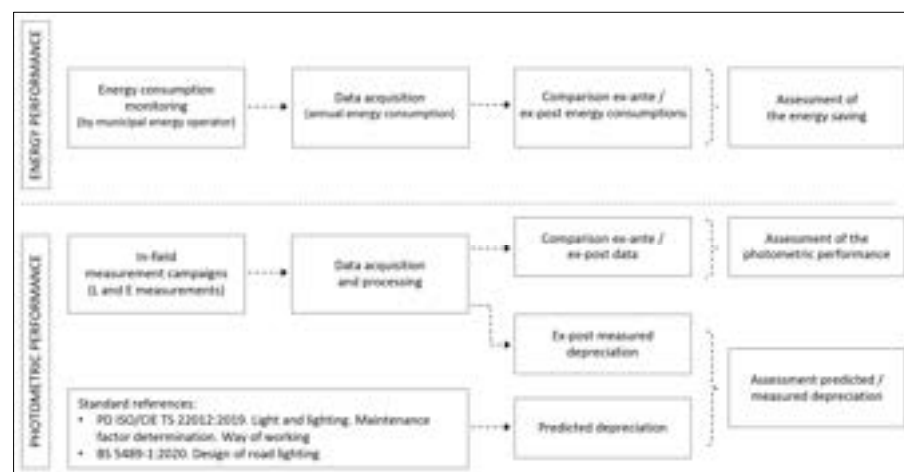 ENERGY PERFORMANCE
Energy consumption
monitoring
(by municipal energy operator)
Data acquisition
(annual energy consumption)
Comparison ex-ante /
ex-post energy consumptions
Assessment of
the energy saving
PHOTOMETRIC PERFORMANCE
In-field
measurement campaigns
(L and E measurements)
Data acquisition
and processing
Comparison ex-ante /
ex-post data
Assessment of the
photometric performance
Ex-post measured
depreciation
Assessment predicted /
measured depreciation
Standard references:
• PD ISO/CIE TS 22012:2019. Light and lighting. Maintenance
factor determination. Way of working
• BS 5489-1:2020. Design of road lighting
Predicted depreciation